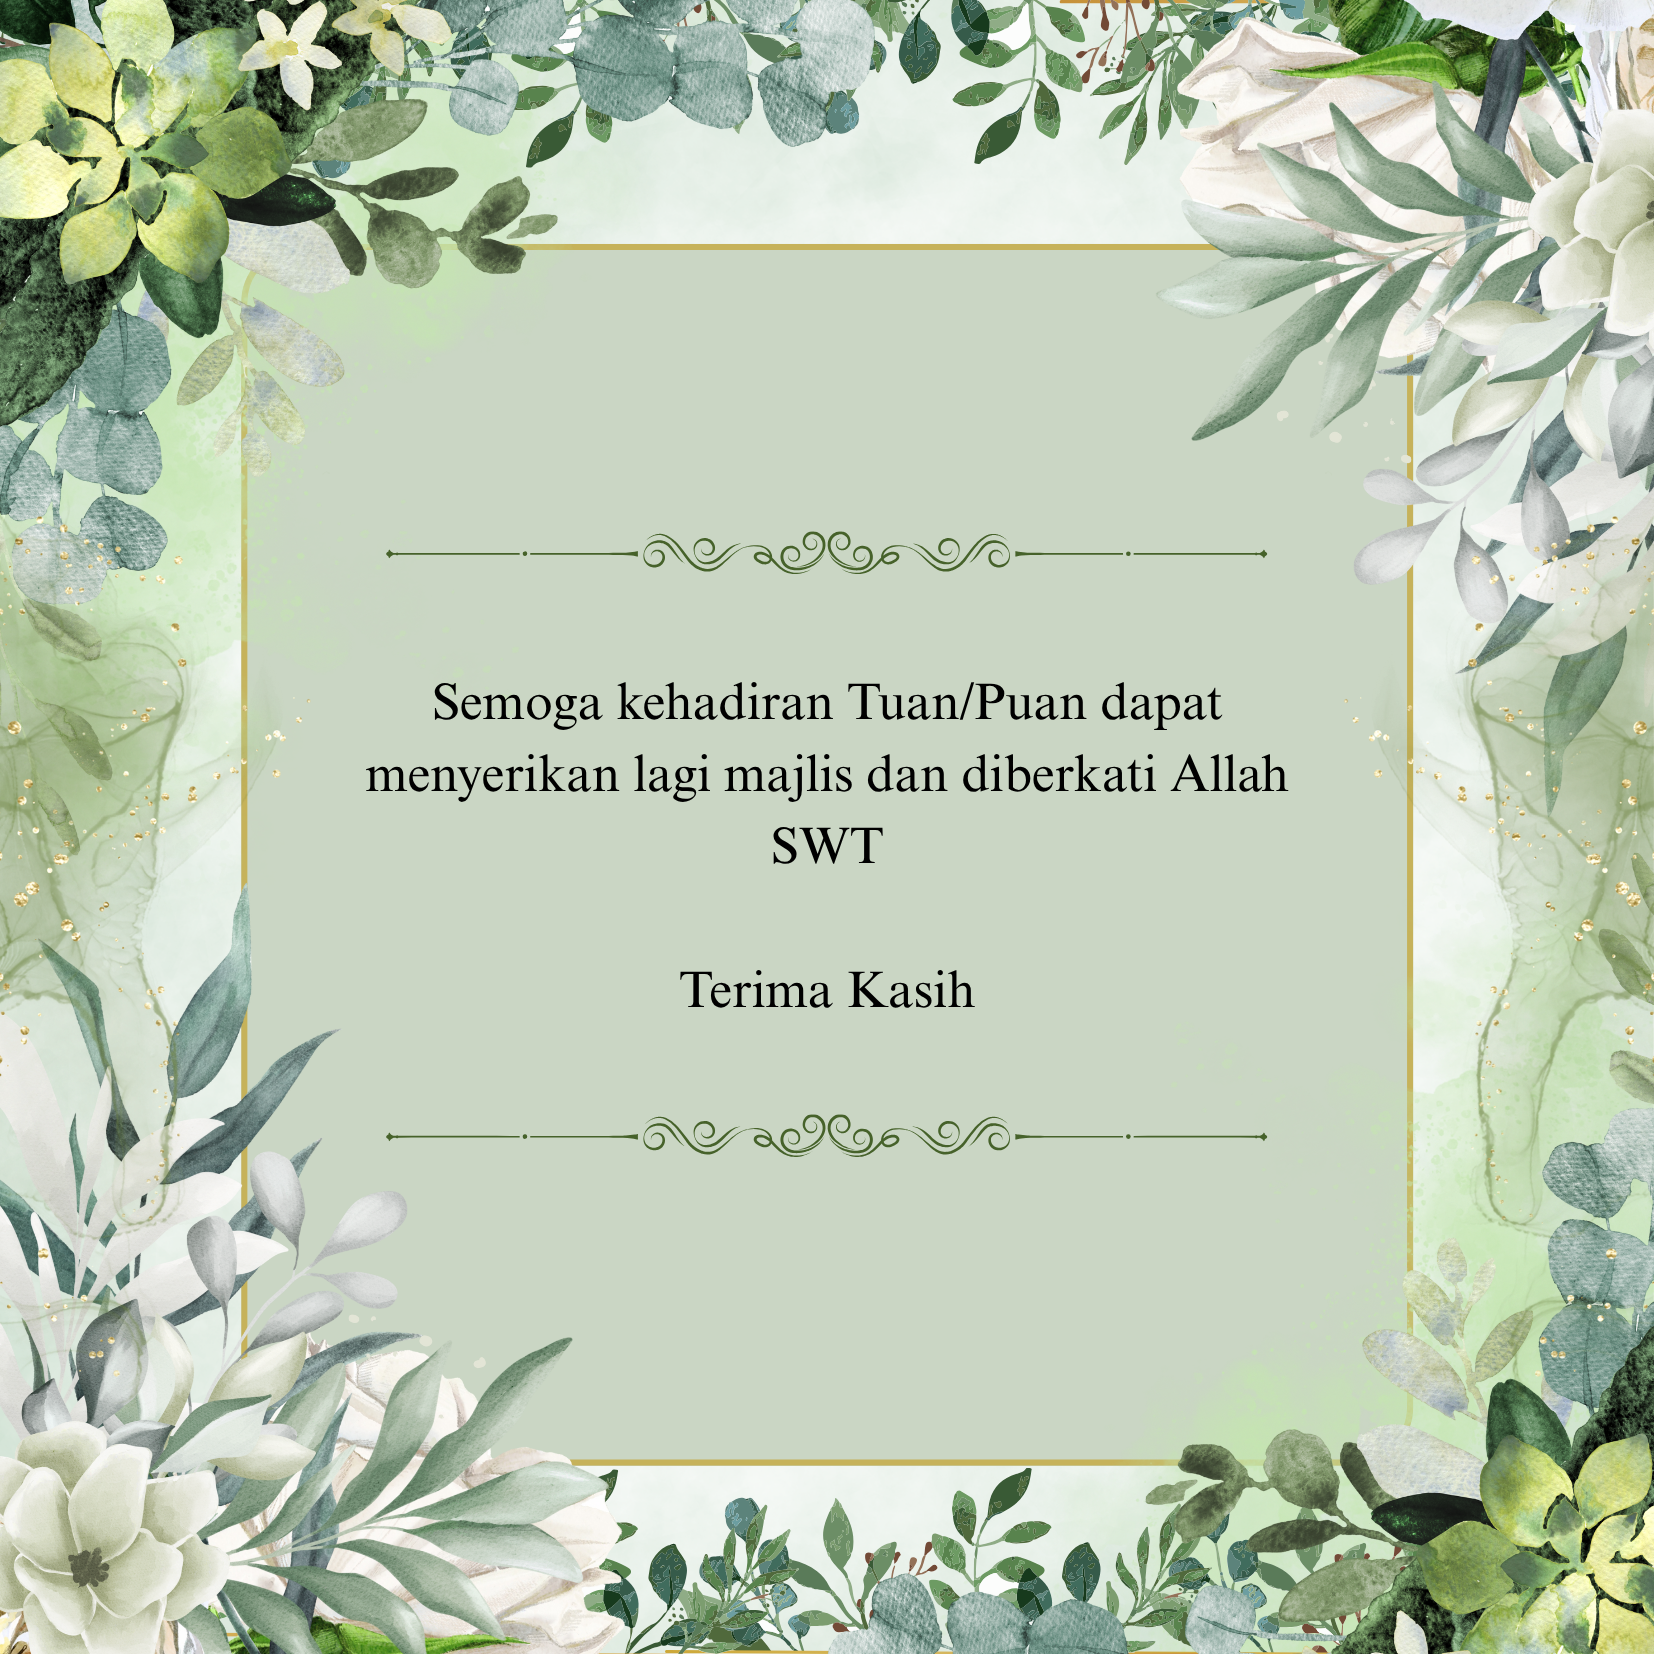 Semoga kehadiran Tuan/Puan dapat
menyerikan lagi majlis dan diberkati Allah
SWT
Terima Kasih